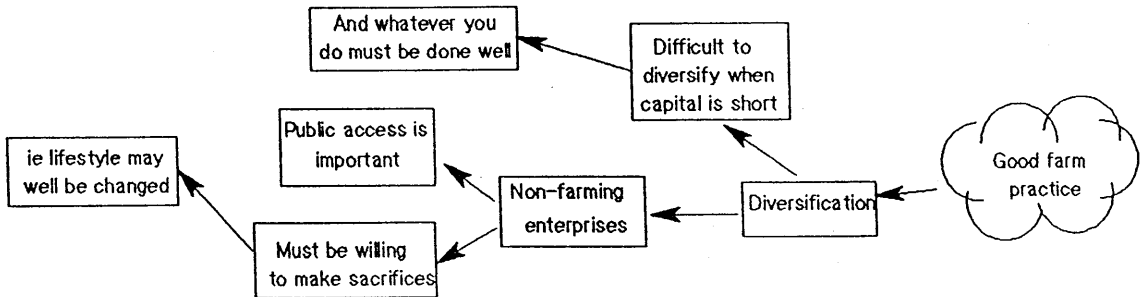 And whatever you
do must be done well
Difficult to
diversify when
capital is short
Public access is
important
ie lifestyle may
well be changed
Good farm
practice
Non-farming
enterprises
Diversification
Must be willing
to make sacrifices